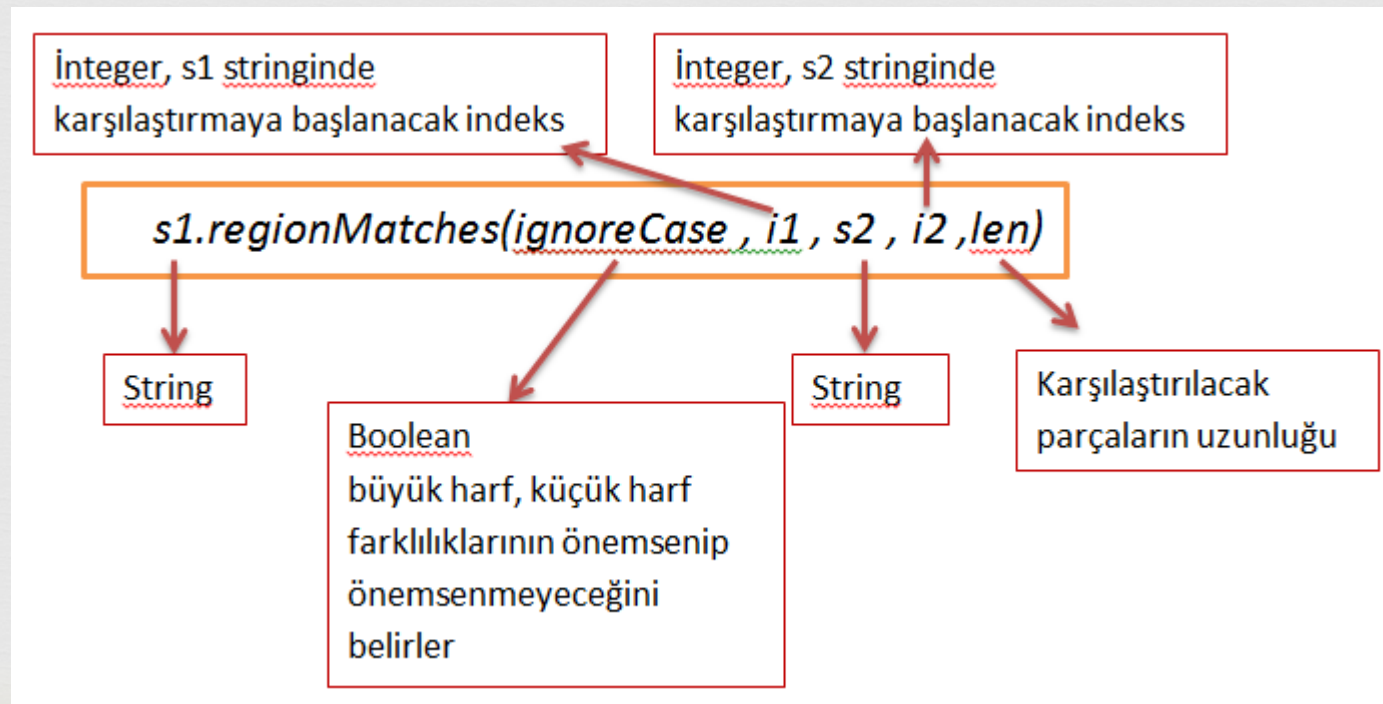 İnteger, s1 stringinde
karşılaştırmaya başlanacak indeks
İnteger, s2 stringinde
karşılaştırmaya başlanacak indeks
s1.regionMatches(ignoreCase , i1 , s2 , i2 ,len)
String
Boolean
büyük harf, küçük harf
farklılıklarının önemsenip
önemsenmeyeceğini
belirler
String
Karşılaştırılacak
parçaların uzunluğu